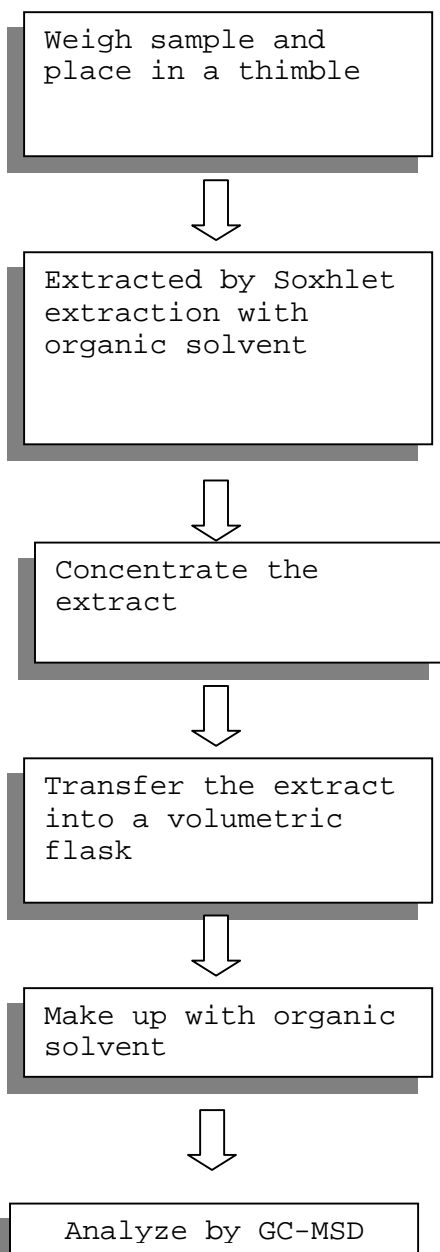 Weigh sample and
place in a thimble
Extracted by Soxhlet
extraction with
organic solvent
Concentrate the
extract
Transfer the extract
into a volumetric
flask
Make up with organic
solvent
Analyze by GC-MSD